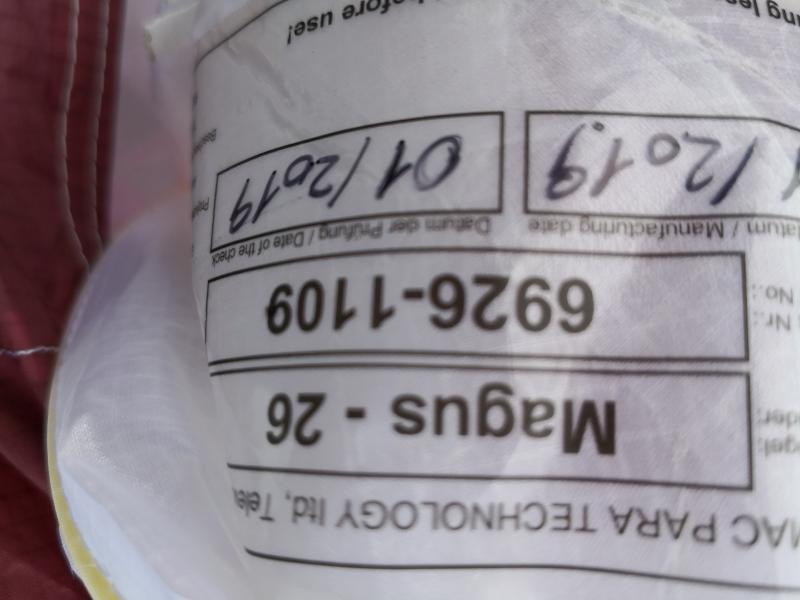 MAC PARA TECHNOLOGY ltd,
Magus - 26
No.: 6926-1109
/ Manufacturing date Datum der Prüfung / Date of the check
/2019 01/2019
before use!